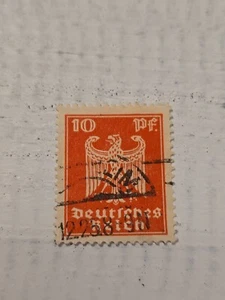 10 Pf.
Deutsches
Reich